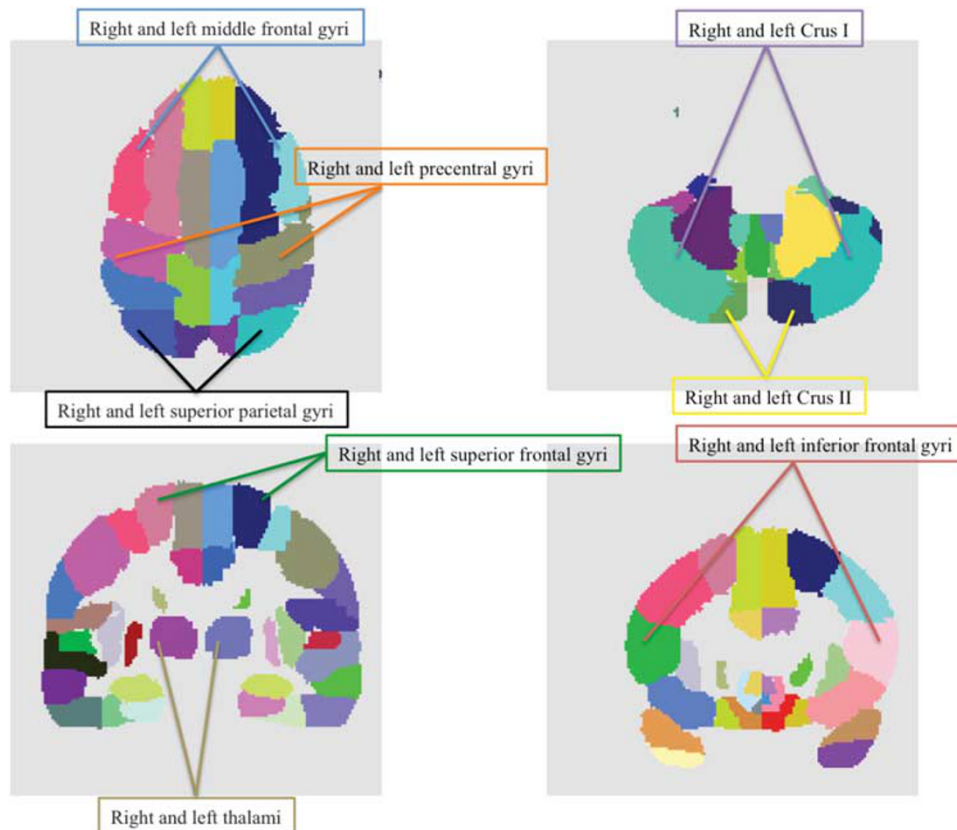 Right and left middle frontal gyri
Right and left Crus I
Right and left precentral gyri
Right and left superior parietal gyri
Right and left Crus II
Right and left superior frontal gyri
Right and left inferior frontal gyri
Right and left thalami